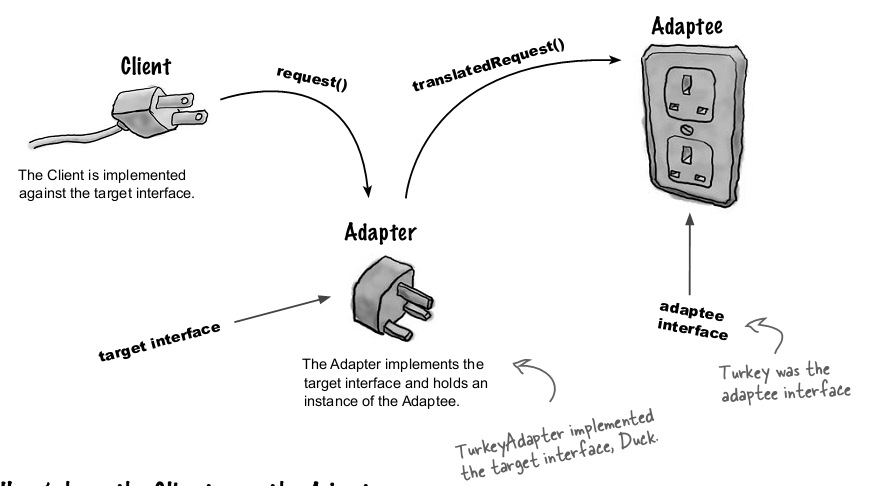 Adaptee
Client
request()
translatedRequest()
The Client is implemented
against the target interface.
Adapter
target interface
adaptee
interface
The Adapter implements the
target interface and holds an
instance of the Adaptee.
Turkey was the
adaptee interface
TurkeyAdapter implemented
the target interface, Duck.